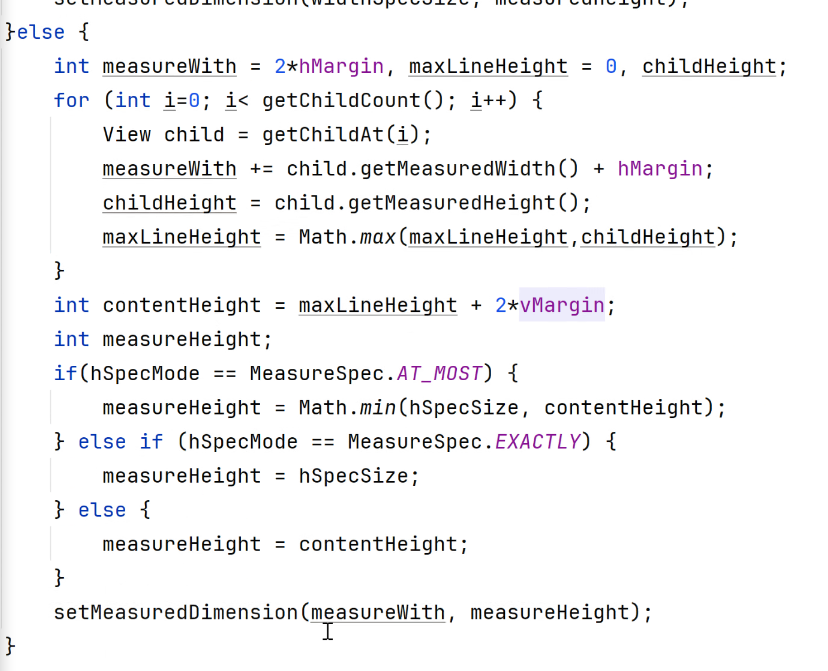 setMeasuredDimension(widthSpecSize, measuredHeight);
}else {
int measureWith = 2*hMargin, maxLineHeight = 0, childHeight;
for (int i=0; i< getChildCount(); i++) {
View child = getChildAt(i);
measureWith += child.getMeasuredWidth() + hMargin;
childHeight = child.getMeasuredHeight();
maxLineHeight = Math.max(maxLineHeight,childHeight);
}
int contentHeight = maxLineHeight + 2*vMargin;
int measureHeight;
if(hSpecMode == MeasureSpec.AT_MOST) {
measureHeight = Math.min(hSpecSize, contentHeight);
} else if (hSpecMode == MeasureSpec.EXACTLY) {
measureHeight = hSpecSize;
} else {
measureHeight = contentHeight;
}
setMeasuredDimension(measureWith, measureHeight);
}